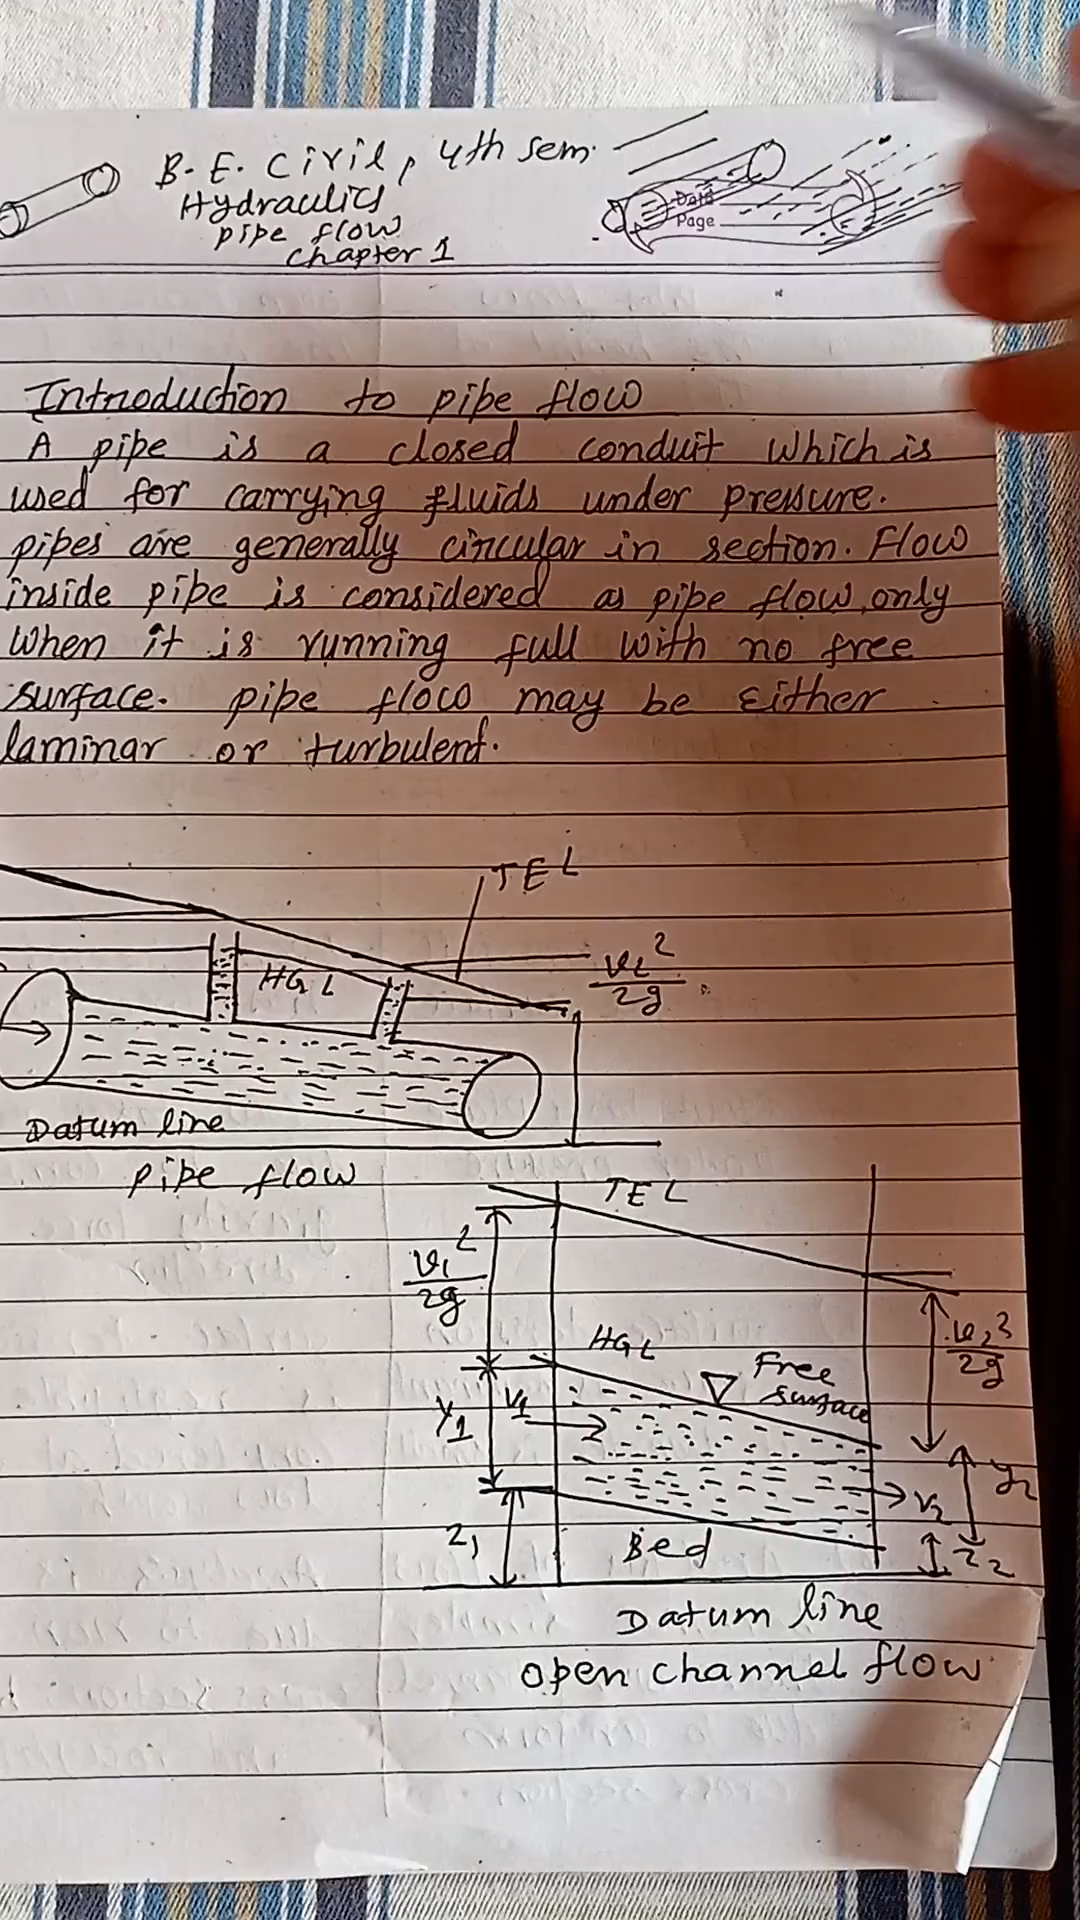 B.E. Civil, 4th sem.
Hydraulics
pipe flow
chapter 1
Date
Page
Introduction to pipe flow
A pipe is a closed conduit which is
used for carrying fluids under pressure.
pipes are generally circular in section. Flow
inside pipe is considered as pipe flow, only
when it is running full with no free
surface. pipe flow may be Either
laminar or turbulent.
TEL
HGL
V₂²/2g
Datum line
pipe flow
TEL
V₁²/2g
HGL
Free
surface
V₂²/2g
y₁
V₁
y₂
V₂
Z₁
Bed
Z₂
Datum line
open channel flow